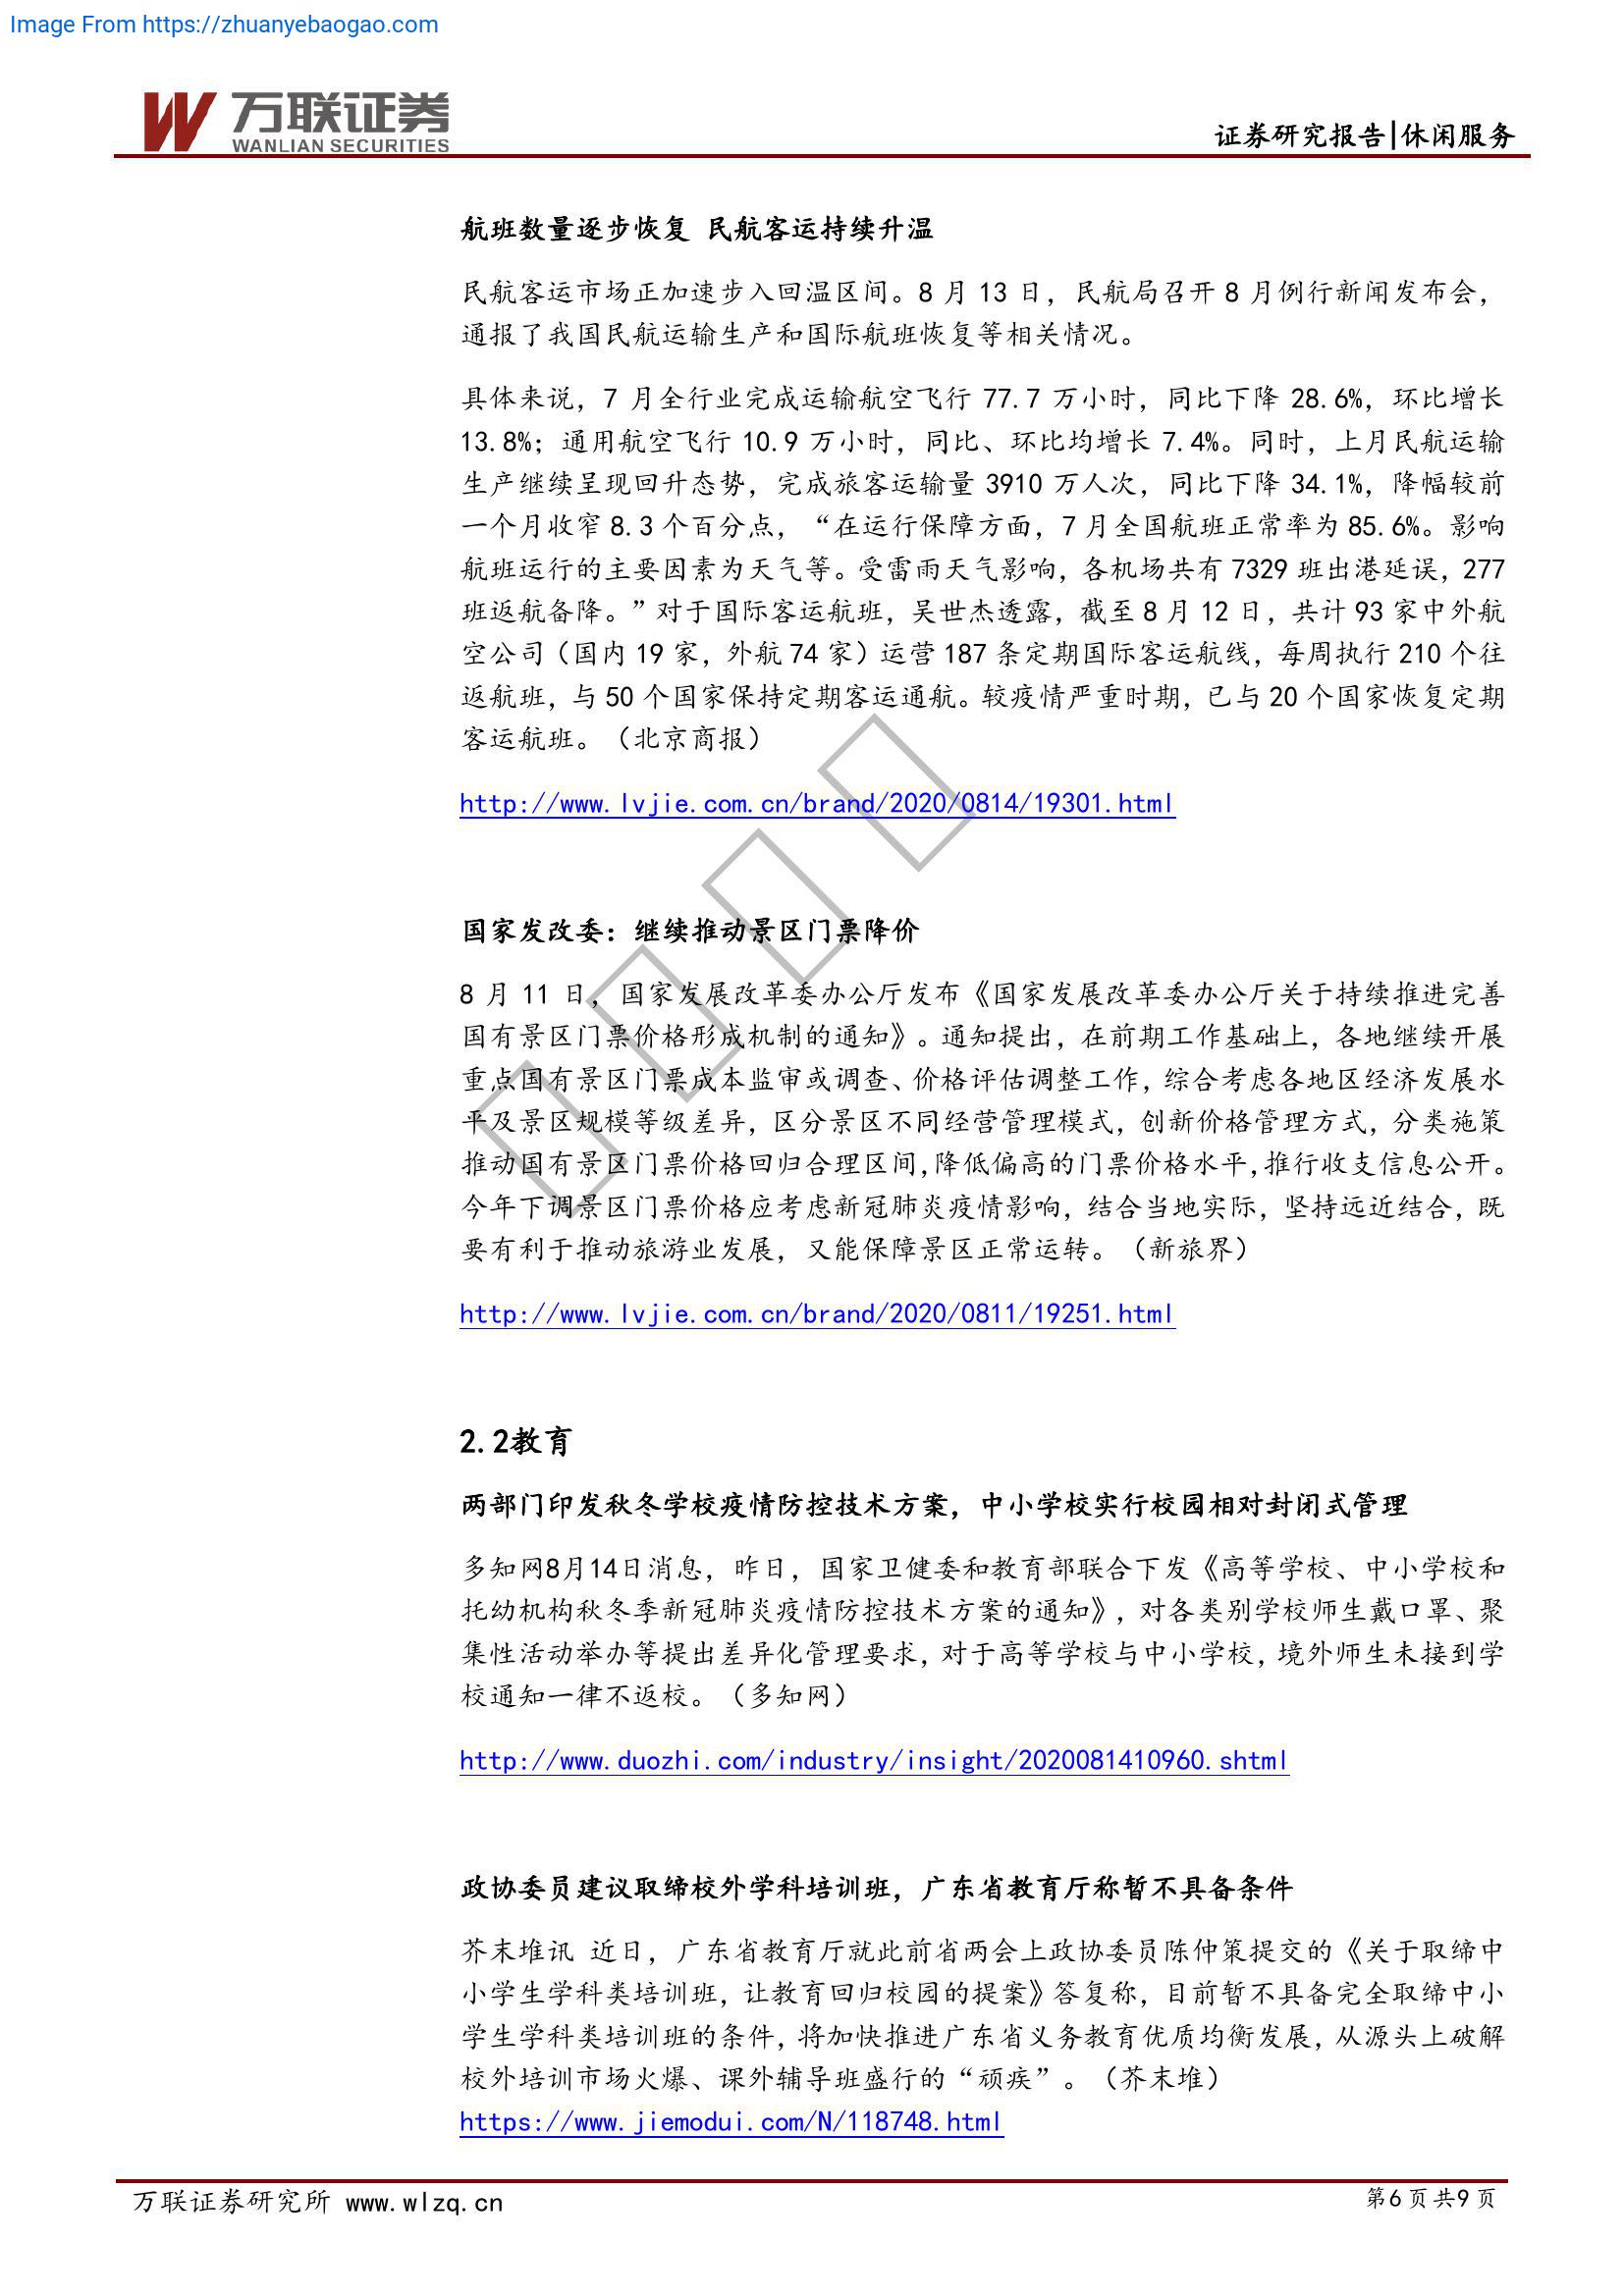 Image From https://zhuanyebaogao.com
万联证券
WANLIAN SECURITIES
证券研究报告|休闲服务
航班数量逐步恢复 民航客运持续升温
民航客运市场正加速步入回温区间。8 月 13 日，民航局召开 8 月例行新闻发布会，
通报了我国民航运输生产和国际航班恢复等相关情况。
具体来说，7 月全行业完成运输航空飞行 77.7 万小时，同比下降 28.6%，环比增长
13.8%；通用航空飞行 10.9 万小时，同比、环比均增长 7.4%。同时，上月民航运输
生产继续呈现回升态势，完成旅客运输量 3910 万人次，同比下降 34.1%，降幅较前
一个月收窄 8.3 个百分点，“在运行保障方面，7 月全国航班正常率为 85.6%。影响
航班运行的主要因素为天气等。受雷雨天气影响，各机场共有 7329 班出港延误，277
班返航备降。”对于国际客运航班，吴世杰透露，截至 8 月 12 日，共计 93 家中外航
空公司（国内 19 家，外航 74 家）运营 187 条定期国际客运航线，每周执行 210 个往
返航班，与 50 个国家保持定期客运通航。较疫情严重时期，已与 20 个国家恢复定期
客运航班。（北京商报）
http://www.lvjie.com.cn/brand/2020/0814/19301.html
国家发改委：继续推动景区门票降价
8 月 11 日，国家发展改革委办公厅发布《国家发展改革委办公厅关于持续推进完善
国有景区门票价格形成机制的通知》。通知提出，在前期工作基础上，各地继续开展
重点国有景区门票成本监审或调查、价格评估调整工作，综合考虑各地区经济发展水
平及景区规模等级差异，区分景区不同经营管理模式，创新价格管理方式，分类施策
推动国有景区门票价格回归合理区间，降低偏高的门票价格水平，推行收支信息公开。
今年下调景区门票价格应考虑新冠肺炎疫情影响，结合当地实际，坚持远近结合，既
要有利于推动旅游业发展，又能保障景区正常运转。（新旅界）
http://www.lvjie.com.cn/brand/2020/0811/19251.html
2.2教育
两部门印发秋冬学校疫情防控技术方案，中小学校实行校园相对封闭式管理
多知网8月14日消息，昨日，国家卫健委和教育部联合下发《高等学校、中小学校和
托幼机构秋冬季新冠肺炎疫情防控技术方案的通知》，对各类别学校师生戴口罩、聚
集性活动举办等提出差异化管理要求，对于高等学校与中小学校，境外师生未接到学
校通知一律不返校。（多知网）
http://www.duozhi.com/industry/insight/2020081410960.shtml
政协委员建议取缔校外学科培训班，广东省教育厅称暂不具备条件
芥末堆讯 近日，广东省教育厅就此前省两会上政协委员陈仲策提交的《关于取缔中
小学生学科类培训班，让教育回归校园的提案》答复称，目前暂不具备完全取缔中小
学生学科类培训班的条件，将加快推进广东省义务教育优质均衡发展，从源头上破解
校外培训市场火爆、课外辅导班盛行的“顽疾”。（芥末堆）
https://www.jiemodui.com/N/118748.html
万联证券研究所 www.wlzq.cn
第6页共9页